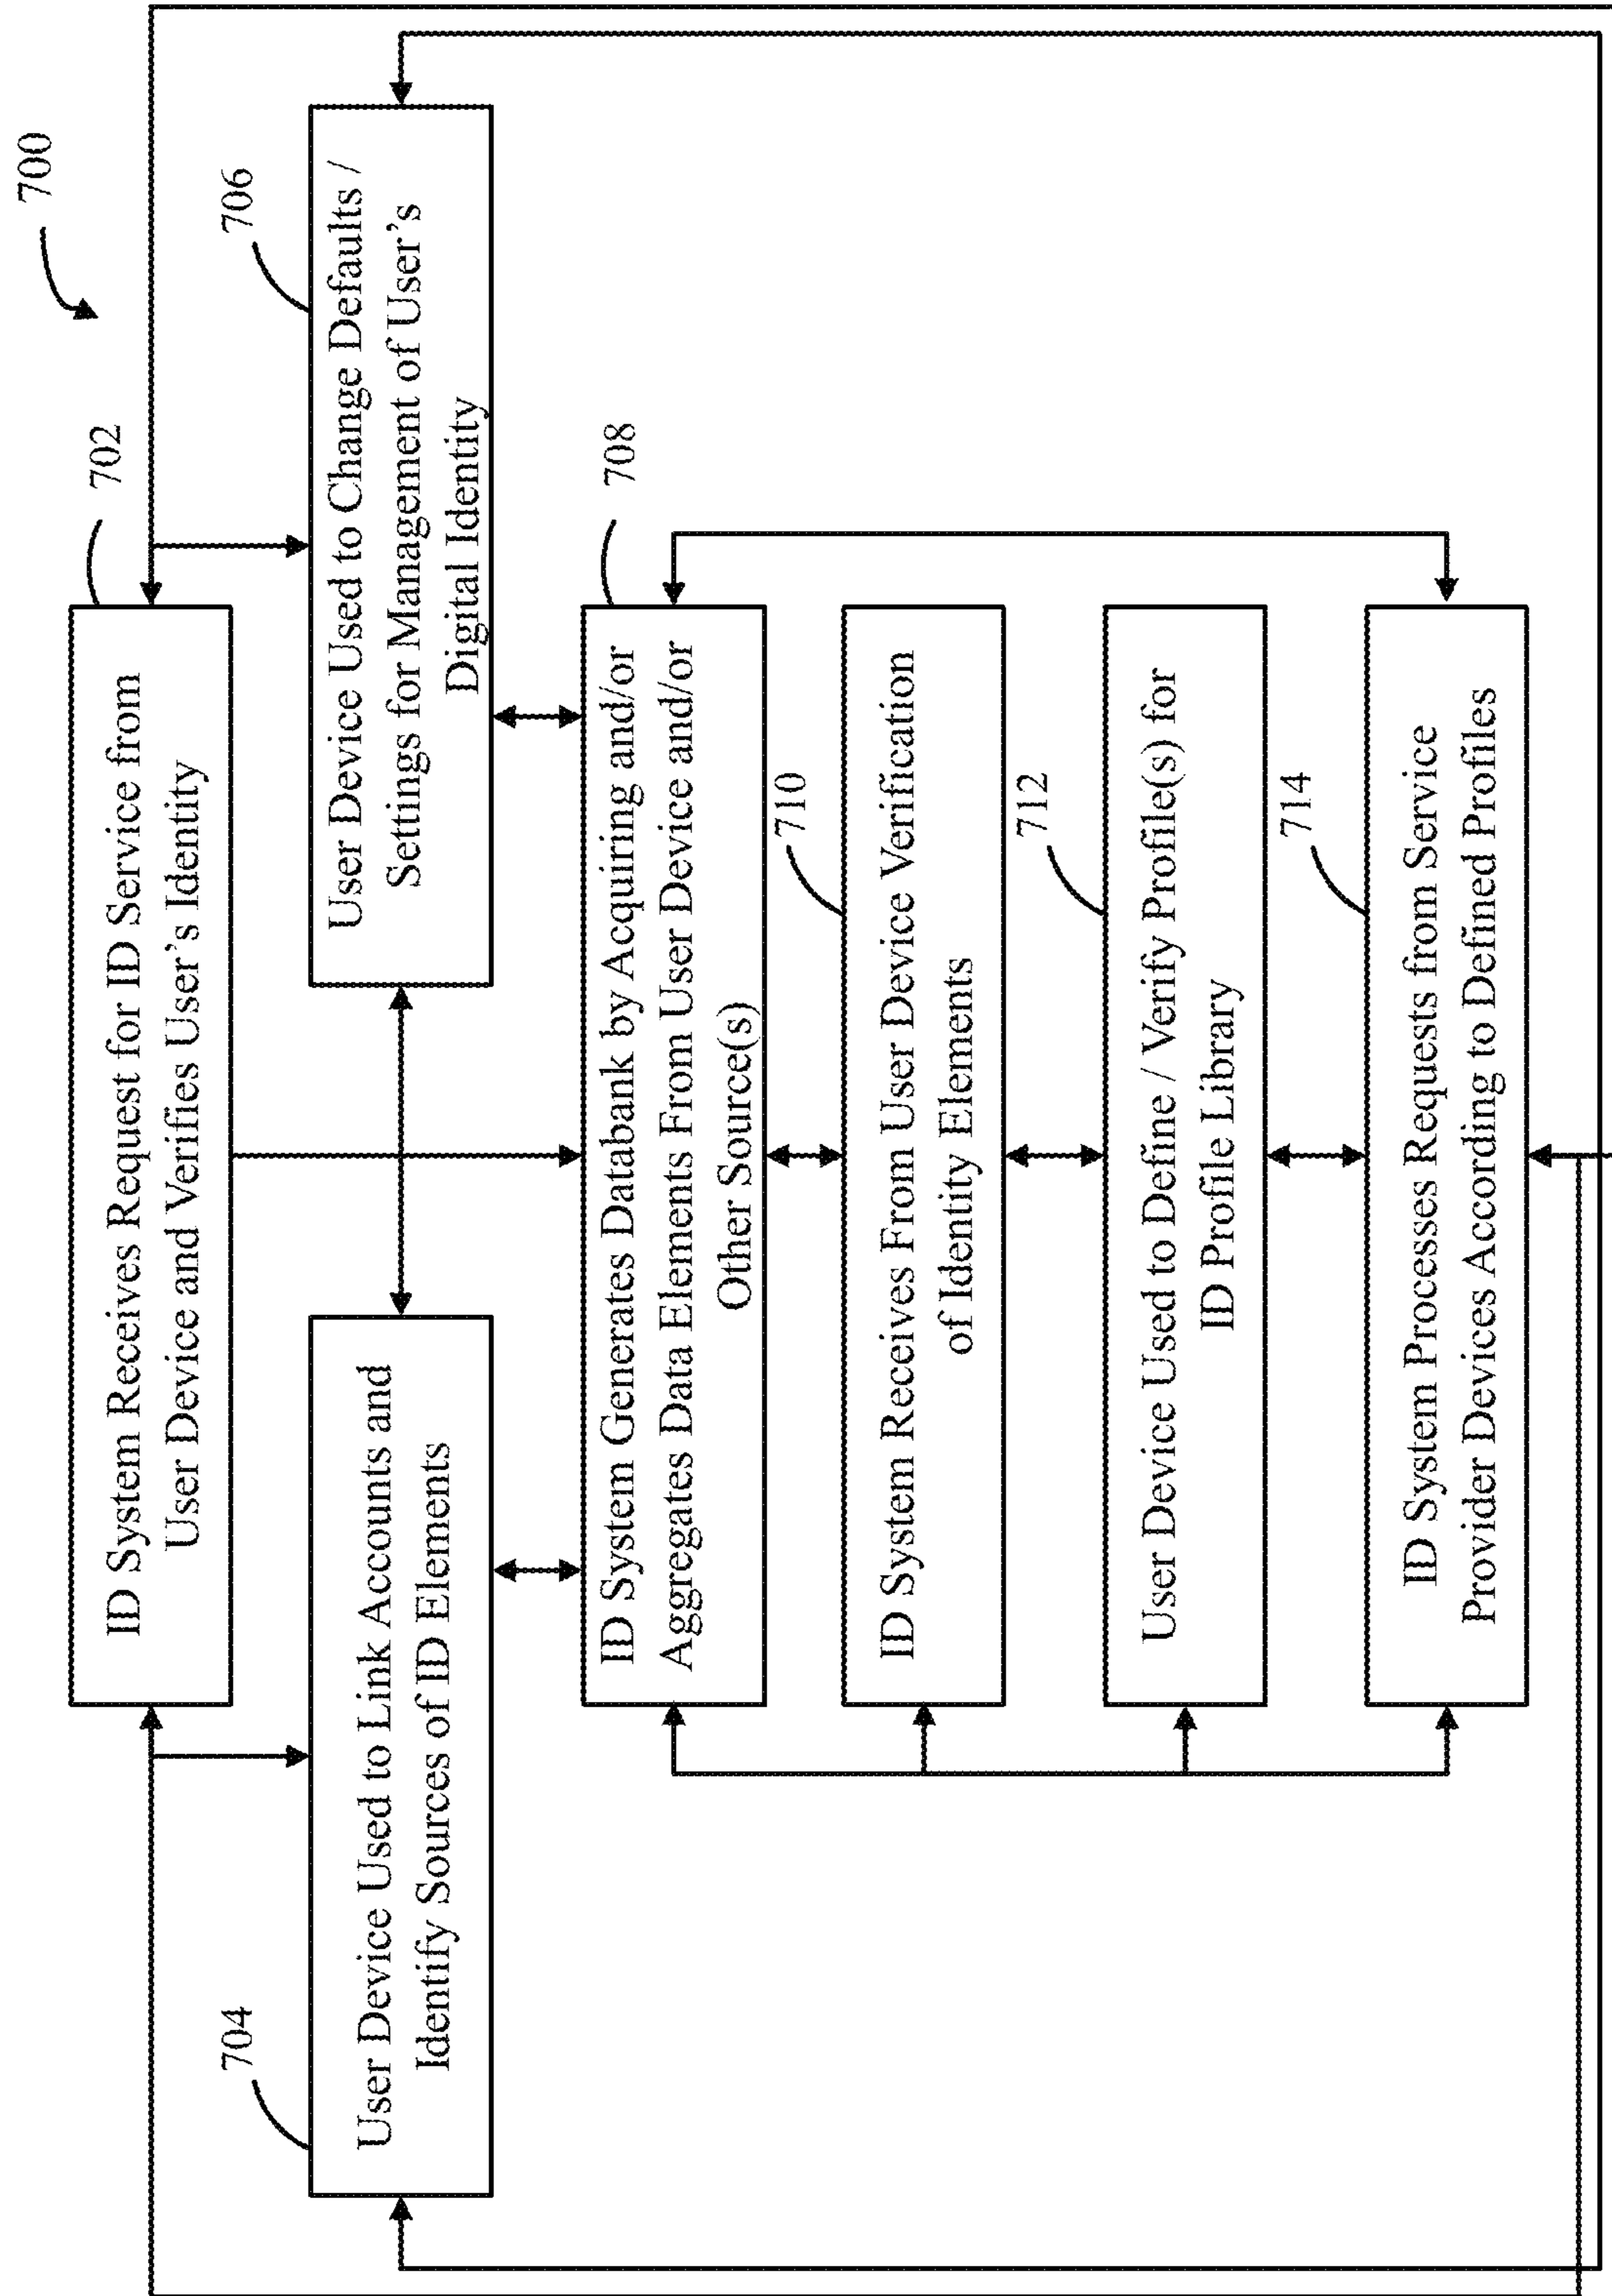 700
702
ID System Receives Request for ID Service from
User Device and Verifies User's Identity
704
User Device Used to Link Accounts and
Identify Sources of ID Elements
706
User Device Used to Change Defaults /
Settings for Management of User's
Digital Identity
708
ID System Generates Databank by Acquiring and/or
Aggregates Data Elements From User Device and/or
Other Source(s)
710
ID System Receives From User Device Verification
of Identity Elements
712
User Device Used to Define / Verify Profile(s) for
ID Profile Library
714
ID System Processes Requests from Service
Provider Devices According to Defined Profiles